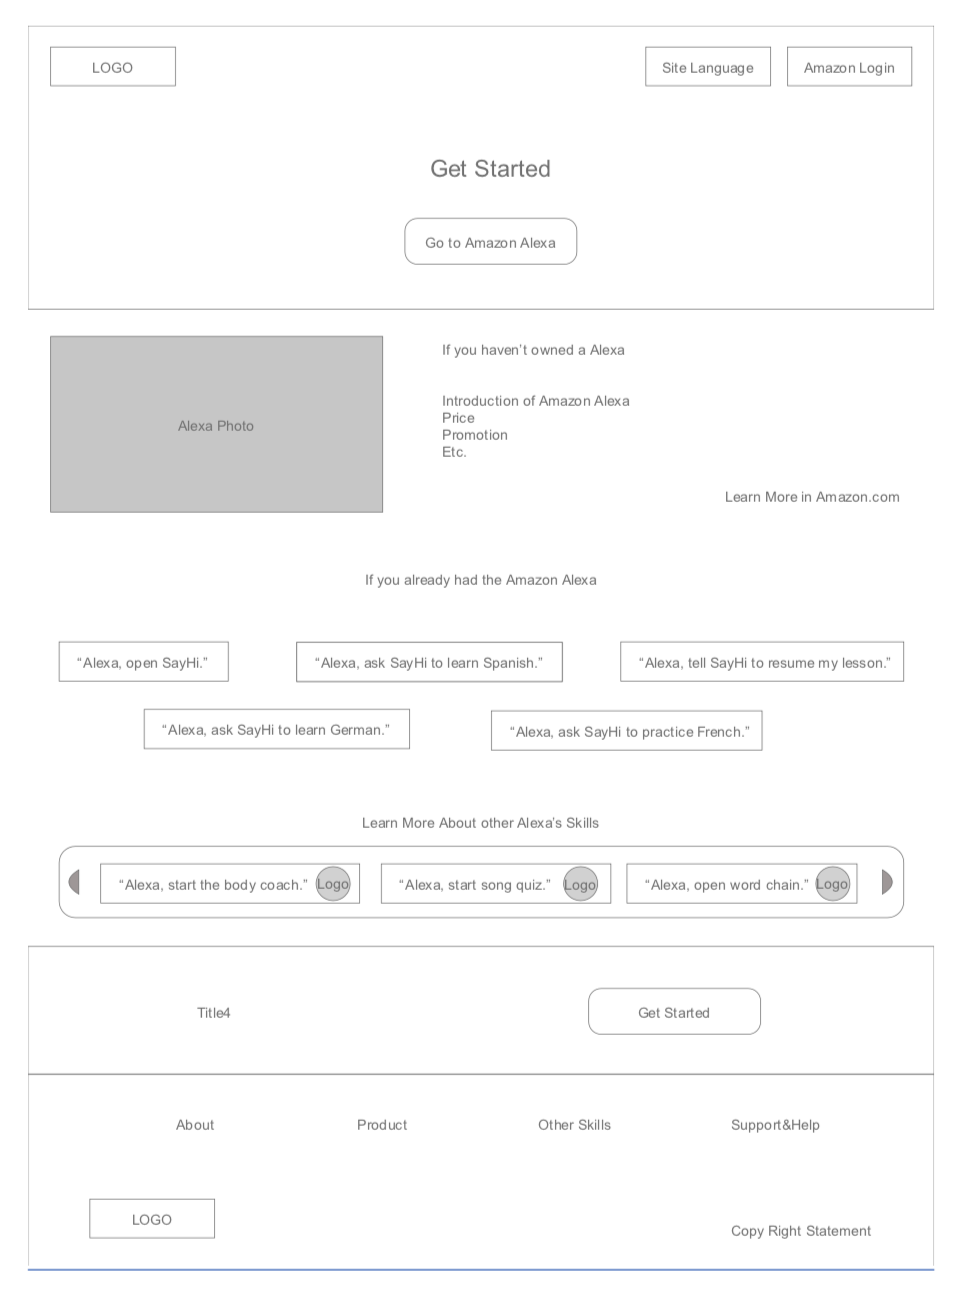 LOGO
Site Language
Amazon Login
Get Started
Go to Amazon Alexa
Alexa Photo
If you haven't owned a Alexa
Introduction of Amazon Alexa
Price
Promotion
Etc.
Learn More in Amazon.com
If you already had the Amazon Alexa
“Alexa, open SayHi.”
“Alexa, ask SayHi to learn Spanish.”
“Alexa, tell SayHi to resume my lesson.”
“Alexa, ask SayHi to learn German.”
“Alexa, ask SayHi to practice French.”
Learn More About other Alexa's Skills
“Alexa, start the body coach.”
Logo
“Alexa, start song quiz.”
Logo
“Alexa, open word chain.”
Logo
Title4
Get Started
About
Product
Other Skills
Support&Help
LOGO
Copy Right Statement